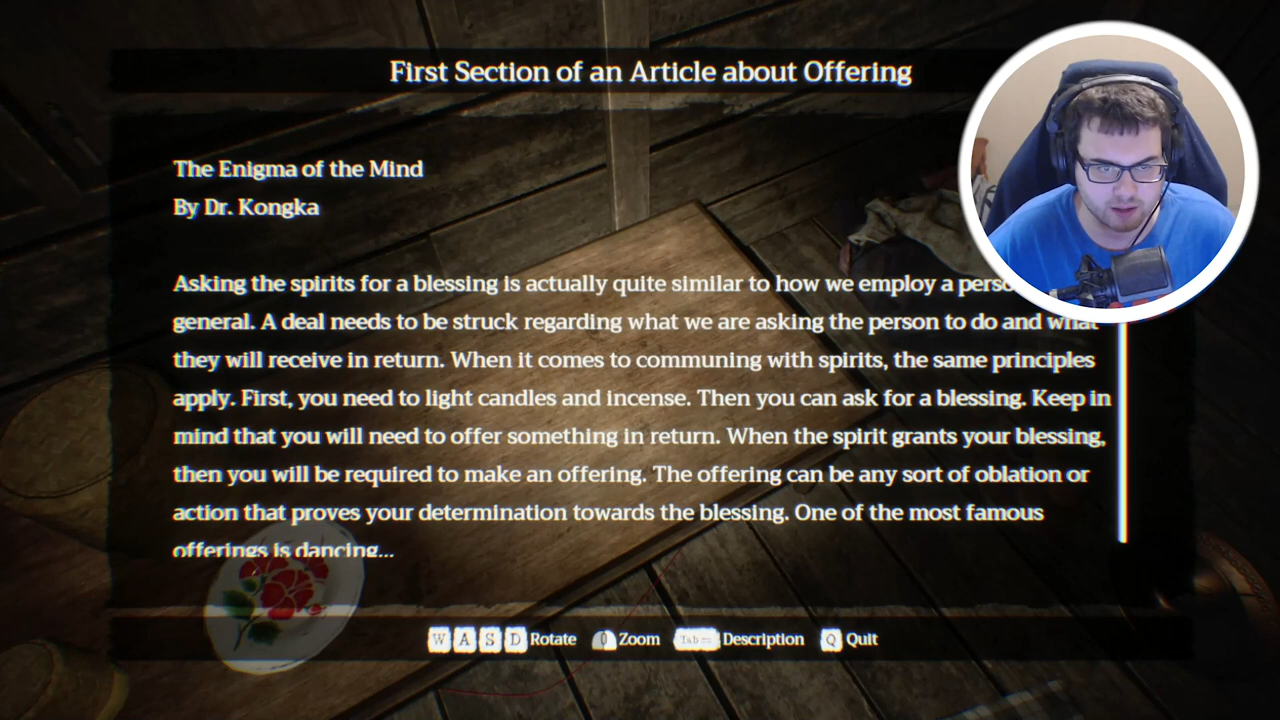 First Section of an Article about Offering
The Enigma of the Mind
By Dr. Kongka
Asking the spirits for a blessing is actually quite similar to how we employ a
general. A deal needs to be struck regarding what we are asking the person to do and what
they will receive in return. When it comes to communing with spirits, the same principles
apply. First, you need to light candles and incense. Then you can ask for a blessing. Keep in
mind that you will need to offer something in return. When the spirit grants your blessing,
then you will be required to make an offering. The offering can be any sort of oblation or
action that proves your determination towards the blessing. One of the most famous
offerings is dancing...
W A S D Rotate Zoom Tab Description Q Quit